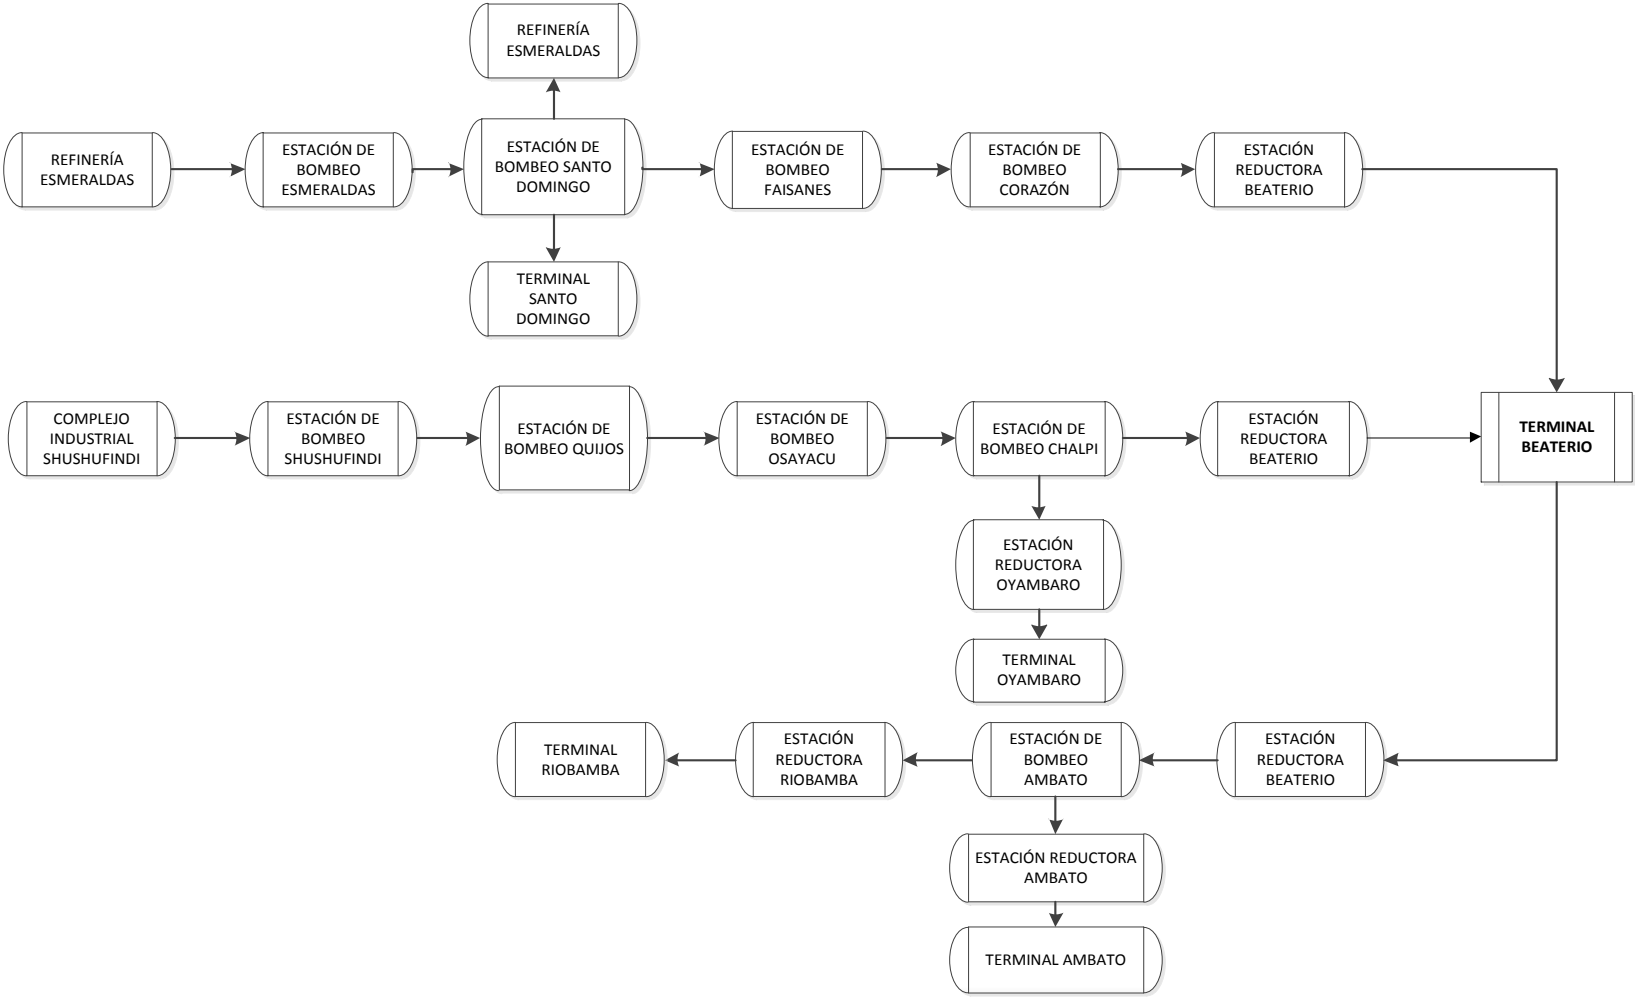 REFINERÍA
ESMERALDAS
REFINERÍA
ESMERALDAS
ESTACIÓN DE
BOMBEO
ESMERALDAS
ESTACIÓN DE
BOMBEO SANTO
DOMINGO
ESTACIÓN DE
BOMBEO
FAISANES
ESTACIÓN DE
BOMBEO
CORAZÓN
ESTACIÓN
REDUCTORA
BEATERIO
TERMINAL
SANTO
DOMINGO
COMPLEJO
INDUSTRIAL
SHUSHUFINDI
ESTACIÓN DE
BOMBEO
SHUSHUFINDI
ESTACIÓN DE
BOMBEO QUIJOS
ESTACIÓN DE
BOMBEO
OSAYACU
ESTACIÓN DE
BOMBEO CHALPI
ESTACIÓN
REDUCTORA
BEATERIO
TERMINAL
BEATERIO
ESTACIÓN
REDUCTORA
OYAMBARO
TERMINAL
OYAMBARO
TERMINAL
RIOBAMBA
ESTACIÓN
REDUCTORA
RIOBAMBA
ESTACIÓN DE
BOMBEO
AMBATO
ESTACIÓN
REDUCTORA
BEATERIO
ESTACIÓN REDUCTORA
AMBATO
TERMINAL AMBATO